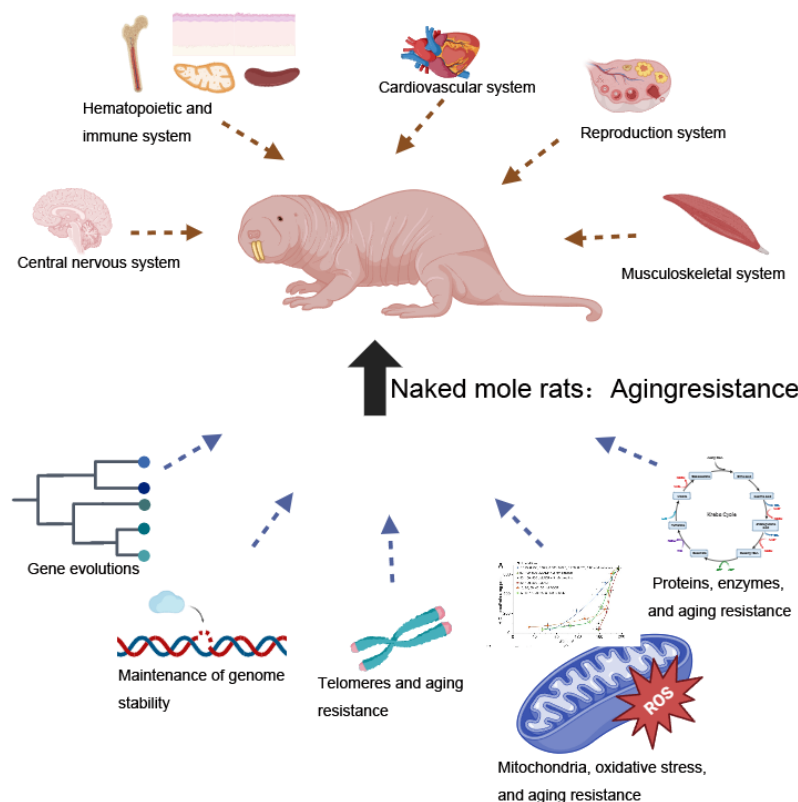 Hematopoietic and
immune system
Cardiovascular system
Reproduction system
Central nervous system
Musculoskeletal system
Naked mole rats： Agingresistance
Gene evolutions
Krebs Cycle
Proteins, enzymes,
and aging resistance
Maintenance of genome
stability
Telomeres and aging
resistance
A
ROS
Mitochondria, oxidative stress,
and aging resistance